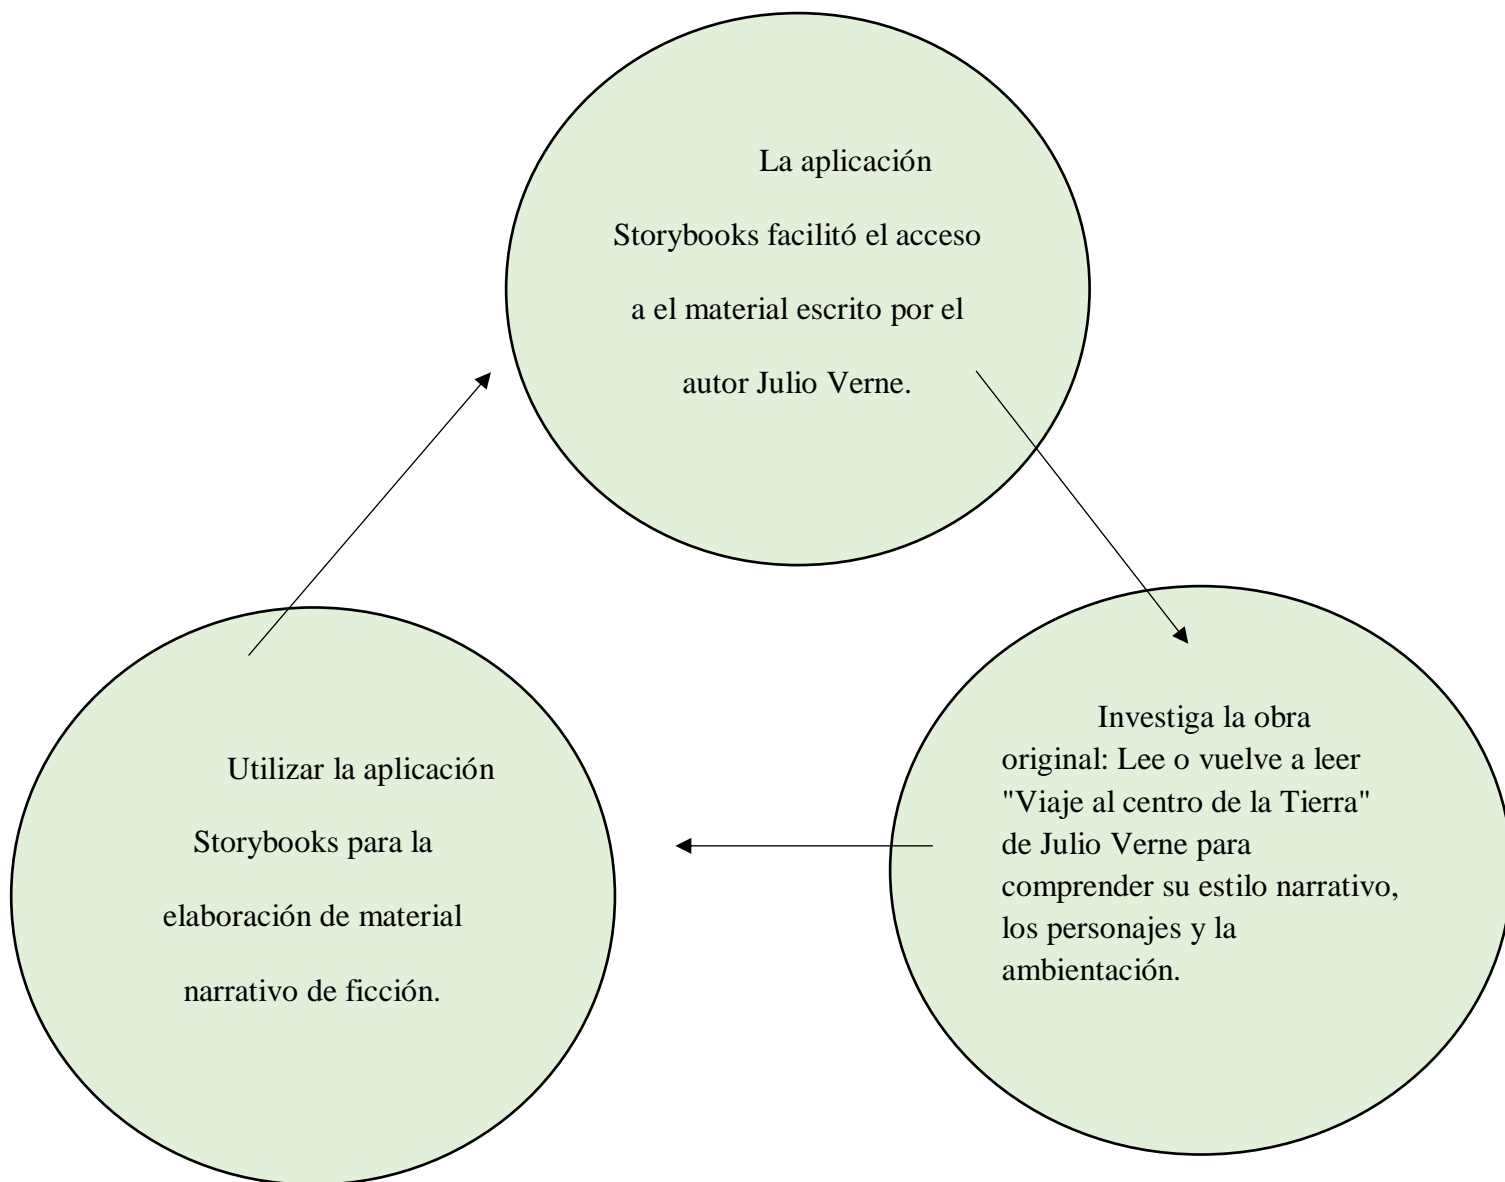 La aplicación
Storybooks facilitó el acceso
a el material escrito por el
autor Julio Verne.
Investiga la obra
original: Lee o vuelve a leer
"Viaje al centro de la Tierra"
de Julio Verne para
comprender su estilo narrativo,
los personajes y la
ambientación.
Utilizar la aplicación
Storybooks para la
elaboración de material
narrativo de ficción.